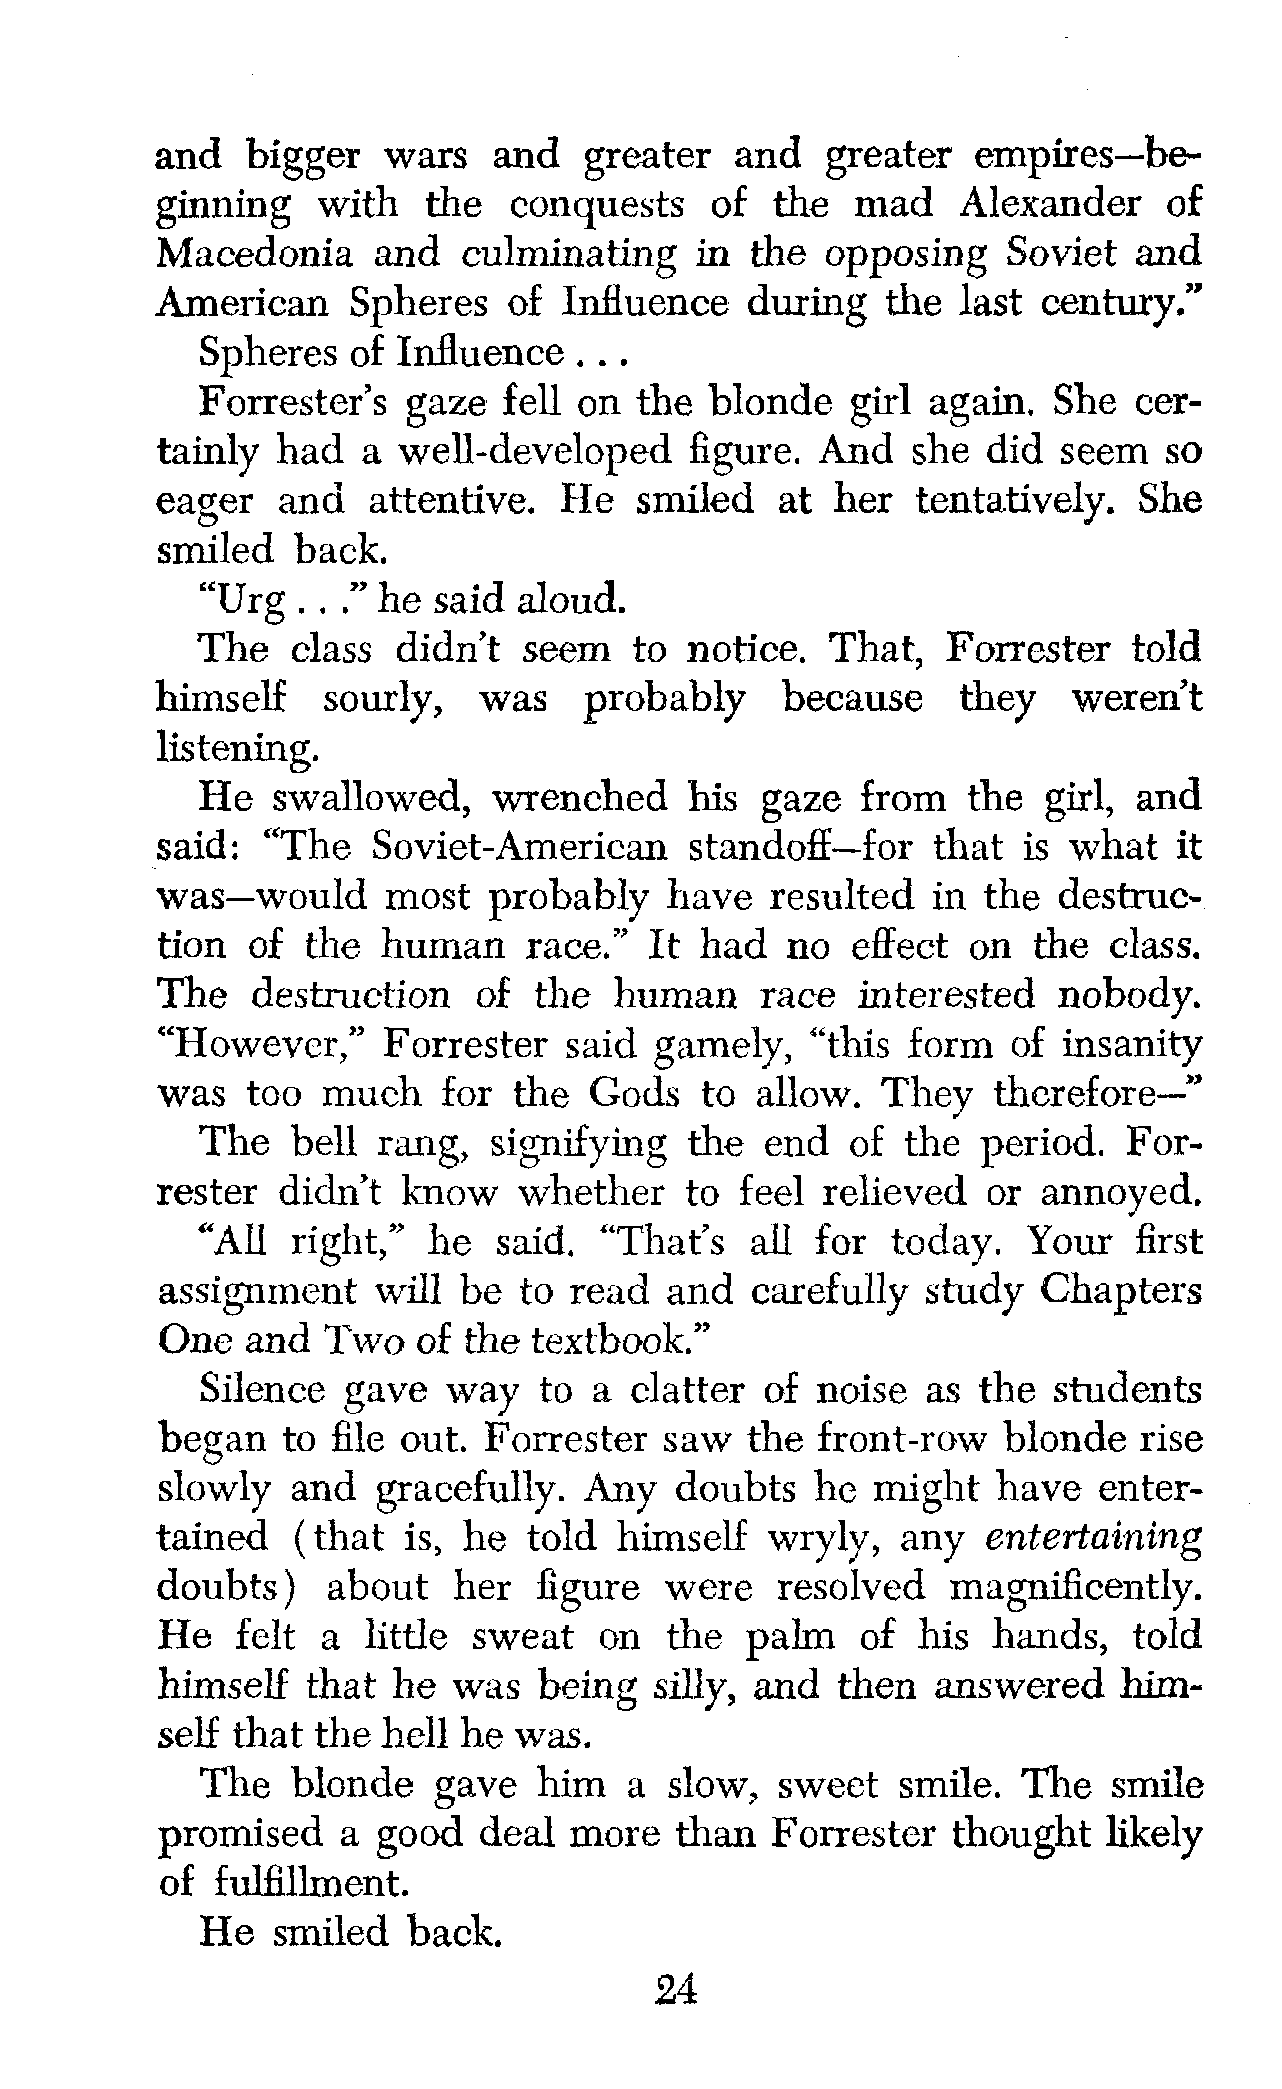 and bigger wars and greater and greater empires—be-
ginning with the conquests of the mad Alexander of
Macedonia and culminating in the opposing Soviet and
American Spheres of Influence during the last century.”
Spheres of Influence . . .
Forrester’s gaze fell on the blonde girl again. She cer-
tainly had a well-developed figure. And she did seem so
eager and attentive. He smiled at her tentatively. She
smiled back.
“Urg . . .” he said aloud.
The class didn’t seem to notice. That, Forrester told
himself sourly, was probably because they weren’t
listening.
He swallowed, wrenched his gaze from the girl, and
said: “The Soviet-American standoff—for that is what it
was—would most probably have resulted in the destruc-
tion of the human race.” It had no effect on the class.
The destruction of the human race interested nobody.
“However,” Forrester said gamely, “this form of insanity
was too much for the Gods to allow. They therefore—”
The bell rang, signifying the end of the period. For-
rester didn’t know whether to feel relieved or annoyed.
“All right,” he said. “That’s all for today. Your first
assignment will be to read and carefully study Chapters
One and Two of the textbook.”
Silence gave way to a clatter of noise as the students
began to file out. Forrester saw the front-row blonde rise
slowly and gracefully. Any doubts he might have enter-
tained (that is, he told himself wryly, any entertaining
doubts) about her figure were resolved magnificently.
He felt a little sweat on the palm of his hands, told
himself that he was being silly, and then answered him-
self that the hell he was.
The blonde gave him a slow, sweet smile. The smile
promised a good deal more than Forrester thought likely
of fulfillment.
He smiled back.
24